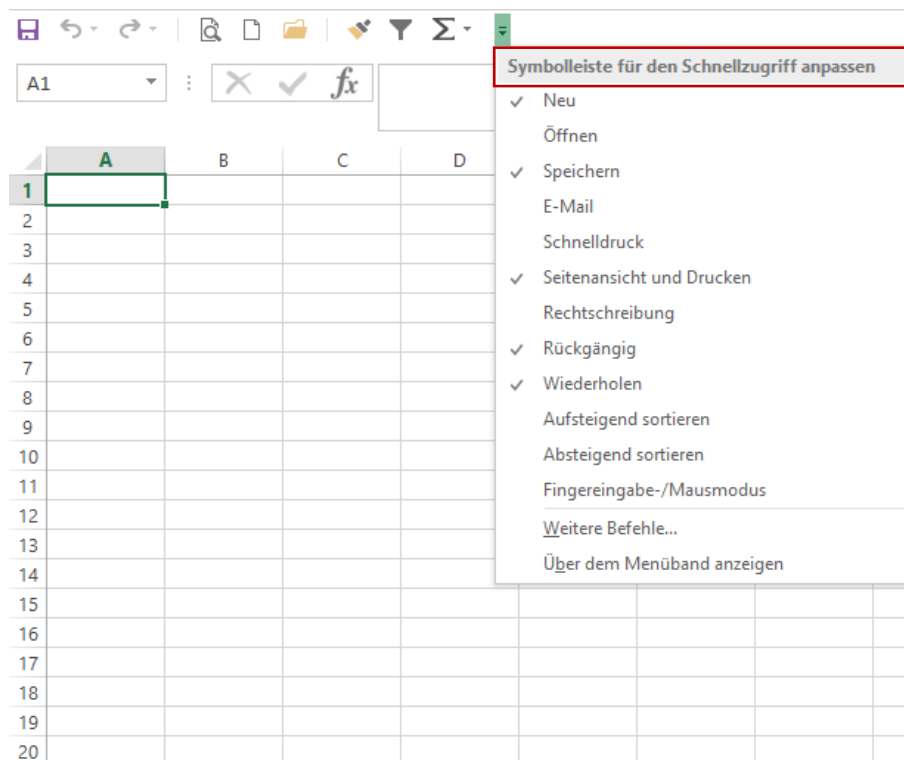 Symbolleiste für den Schnellzugriff anpassen
A1
fx
Neu
Öffnen
Speichern
E-Mail
Schnelldruck
Seitenansicht und Drucken
Rechtschreibung
Rückgängig
Wiederholen
Aufsteigend sortieren
Absteigend sortieren
Fingereingabe-/Mausmodus
Weitere Befehle...
Über dem Menüband anzeigen
A B C D
1
2
3
4
5
6
7
8
9
10
11
12
13
14
15
16
17
18
19
20